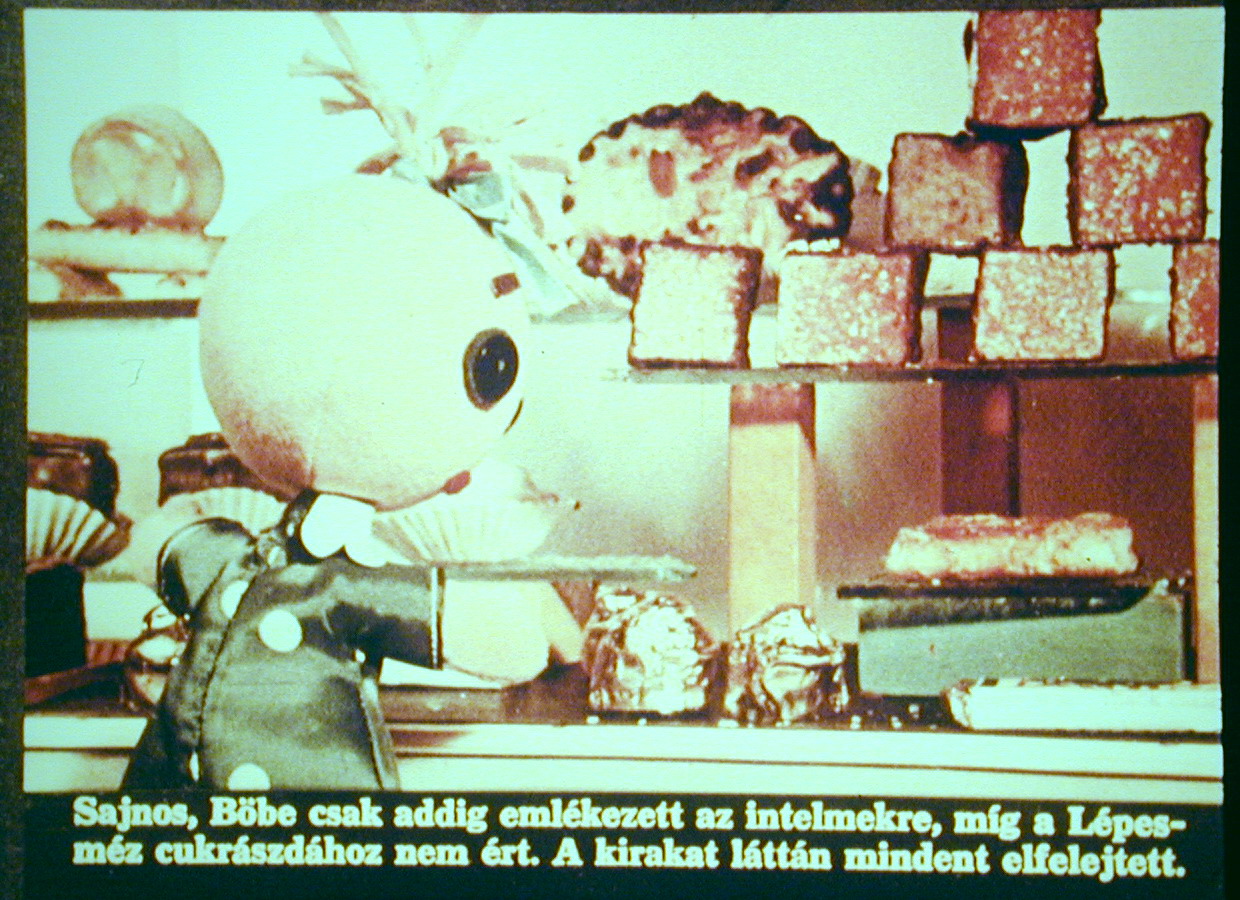 Sajnos, Böbe csak addig emlékezett az intelmekre, míg a Lépes-
méz cukrászdához nem ért. A kirakat láttán mindent elfelejtett.